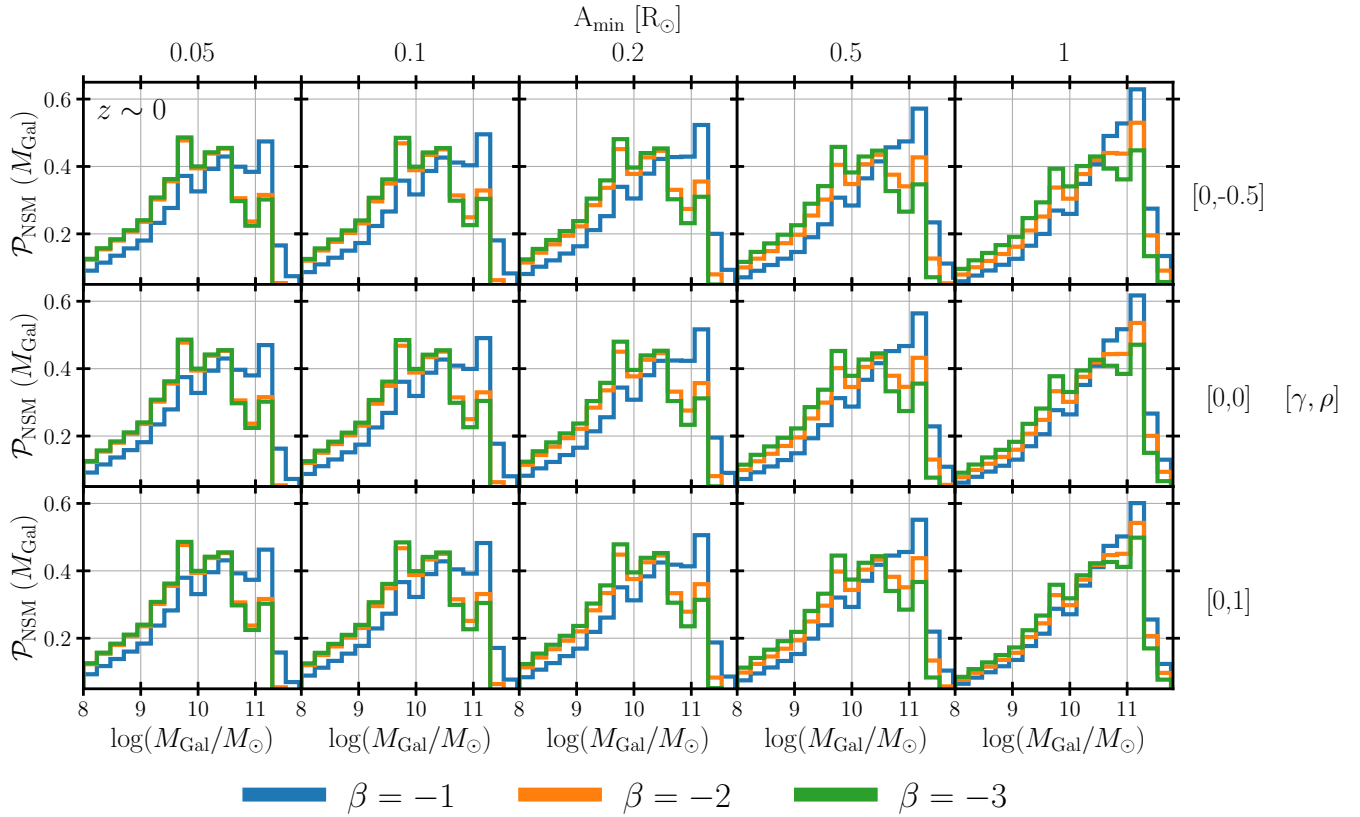 A_min [R_⊙]
0.05 0.1 0.2 0.5 1
z ∼ 0
0.6 0.4 0.2
P_NSM (M_Gal)
[0,-0.5]
0.6 0.4 0.2
P_NSM (M_Gal)
[0,0] [γ, ρ]
0.6 0.4 0.2
P_NSM (M_Gal)
[0,1]
8 9 10 11 8 9 10 11 8 9 10 11 8 9 10 11 8 9 10 11
log(M_Gal/M_⊙) log(M_Gal/M_⊙) log(M_Gal/M_⊙) log(M_Gal/M_⊙) log(M_Gal/M_⊙)
β = −1 β = −2 β = −3